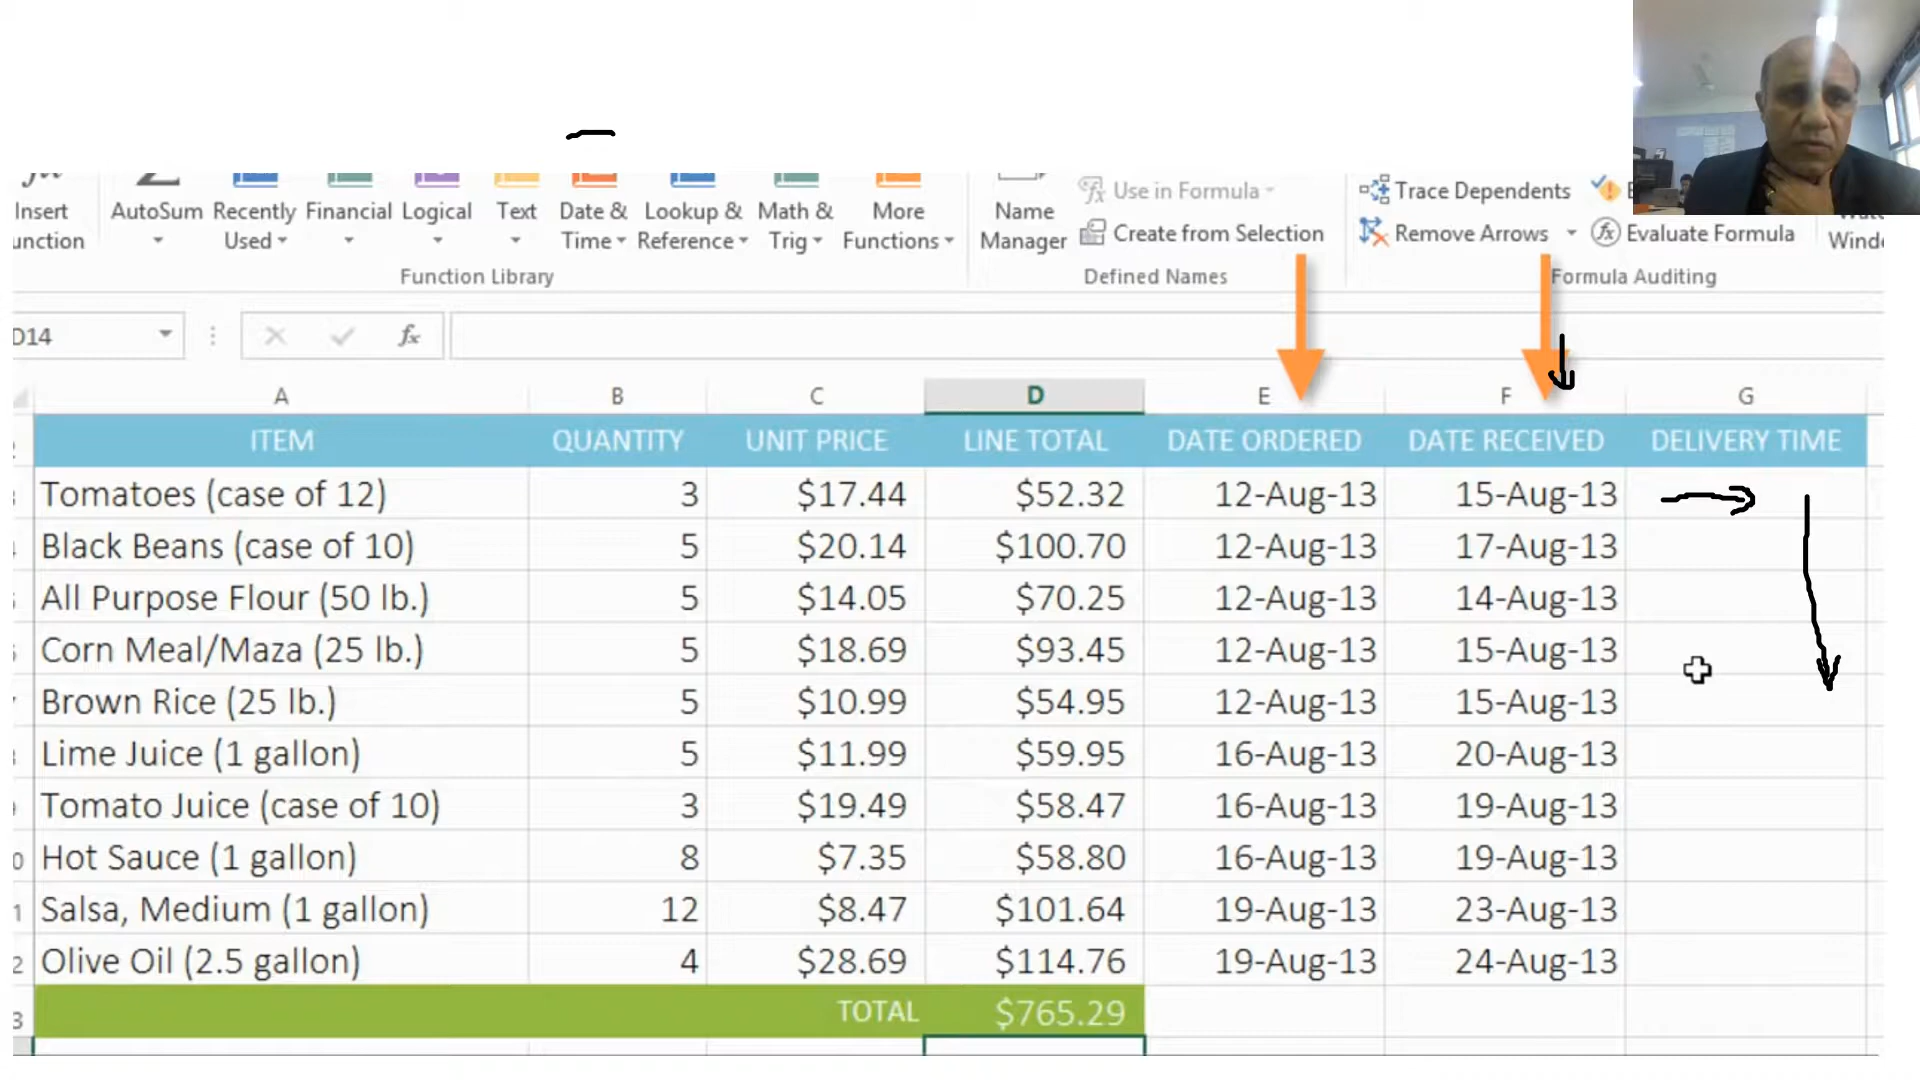 Use in Formula
Trace Dependents
Insert AutoSum Recently Financial Logical Text Date & Lookup & Math & More Name
Create from Selection
Remove Arrows
Evaluate Formula
unction Used Time Reference Trig Functions Manager
Windo
Function Library Defined Names Formula Auditing
D14 fx
A B C D E F G
ITEM QUANTITY UNIT PRICE LINE TOTAL DATE ORDERED DATE RECEIVED DELIVERY TIME
Tomatoes (case of 12) 3 $17.44 $52.32 12-Aug-13 15-Aug-13
Black Beans (case of 10) 5 $20.14 $100.70 12-Aug-13 17-Aug-13
All Purpose Flour (50 lb.) 5 $14.05 $70.25 12-Aug-13 14-Aug-13
Corn Meal/Maza (25 lb.) 5 $18.69 $93.45 12-Aug-13 15-Aug-13
Brown Rice (25 lb.) 5 $10.99 $54.95 12-Aug-13 15-Aug-13
Lime Juice (1 gallon) 5 $11.99 $59.95 16-Aug-13 20-Aug-13
Tomato Juice (case of 10) 3 $19.49 $58.47 16-Aug-13 19-Aug-13
Hot Sauce (1 gallon) 8 $7.35 $58.80 16-Aug-13 19-Aug-13
Salsa, Medium (1 gallon) 12 $8.47 $101.64 19-Aug-13 23-Aug-13
Olive Oil (2.5 gallon) 4 $28.69 $114.76 19-Aug-13 24-Aug-13
TOTAL $765.29